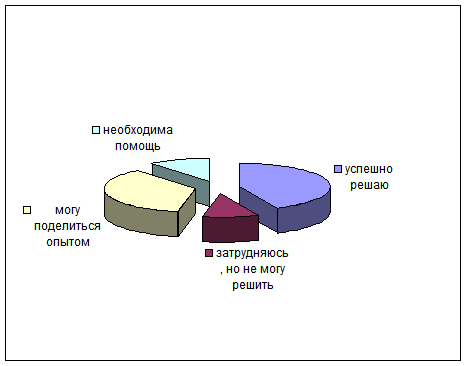 необходима
помощь
успешно
решаю
могу
поделиться
опытом
затрудняюсь
, но не могу
решить